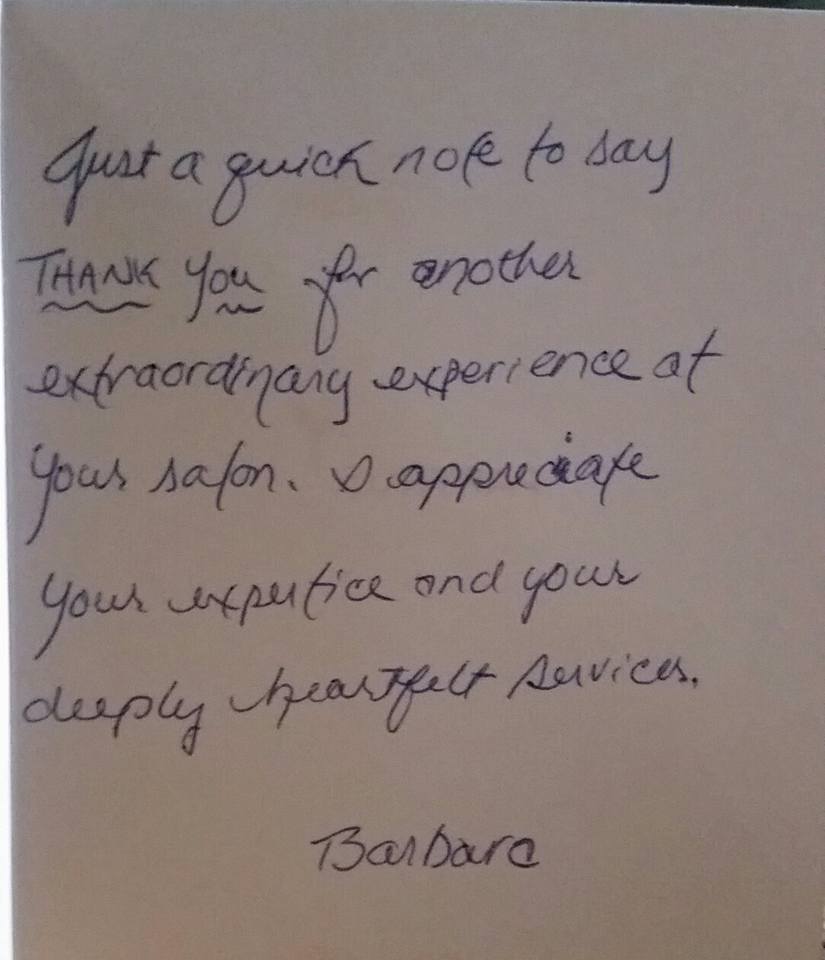 Just a quick note to say
THANK You for another
extraordinary experience at
your salon. I appreciate
your expertice and your
deeply heartfelt services.
Barbara